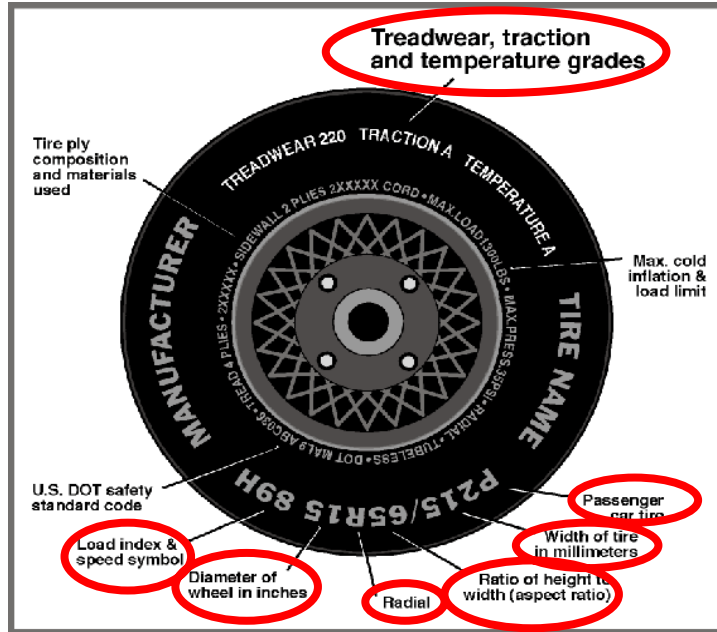 Treadwear, traction
and temperature grades
Tire ply
composition
and materials
used
TREADWEAR 220 TRACTION A TEMPERATURE A
SIDEWALL 2 PLIES 2XXXXX CORD • MAX.LOAD1300LBS • MAX.PRESS.35PSI • RADIAL • TUBELESS • DOT MAL9 ABC036 • TREAD 4 PLIES • 2XXXXX •
Max. cold
inflation &
load limit
MANUFACTURER
TIRE NAME
U.S. DOT safety
standard code
P215/65R15 89H
Passenger
car tire
Width of tire
in millimeters
Load index &
speed symbol
Diameter of
wheel in inches
Radial
Ratio of height to
width (aspect ratio)